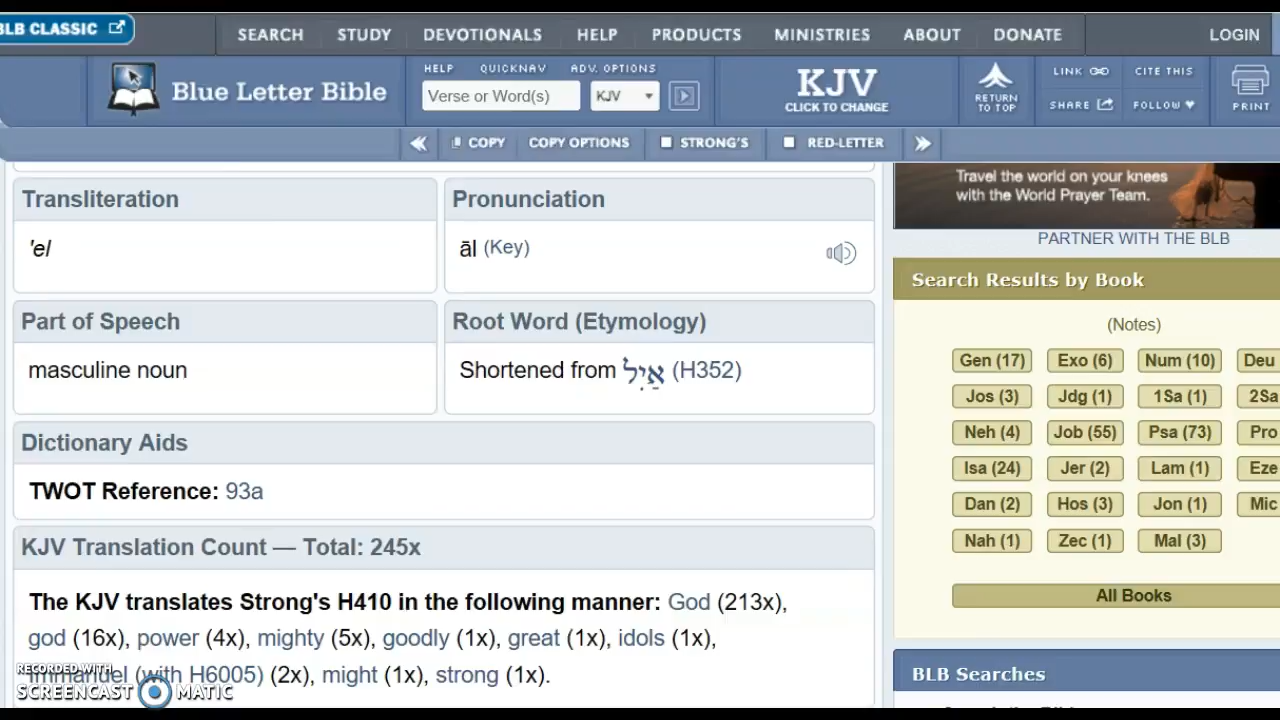 BLB CLASSIC
SEARCH STUDY DEVOTIONALS HELP PRODUCTS MINISTRIES ABOUT DONATE LOGIN
HELP QUICKNAV ADV. OPTIONS
Blue Letter Bible
Verse or Word(s) KJV
KJV
CLICK TO CHANGE
RETURN
TO TOP
LINK CITE THIS
SHARE FOLLOW
PRINT
COPY COPY OPTIONS STRONG'S RED-LETTER
Transliteration
'el
Pronunciation
āl (Key)
Part of Speech
masculine noun
Root Word (Etymology)
Shortened from אַיִל (H352)
Dictionary Aids
TWOT Reference: 93a
KJV Translation Count — Total: 245x
The KJV translates Strong's H410 in the following manner: God (213x),
god (16x), power (4x), mighty (5x), goodly (1x), great (1x), idols (1x),
Immanuel (with H6005) (2x), might (1x), strong (1x).
RECORDED WITH
SCREENCAST MATIC
Travel the world on your knees
with the World Prayer Team.
PARTNER WITH THE BLB
Search Results by Book
(Notes)
Gen (17) Exo (6) Num (10) Deu
Jos (3) Jdg (1) 1Sa (1) 2Sa
Neh (4) Job (55) Psa (73) Pro
Isa (24) Jer (2) Lam (1) Eze
Dan (2) Hos (3) Jon (1) Mic
Nah (1) Zec (1) Mal (3)
All Books
BLB Searches